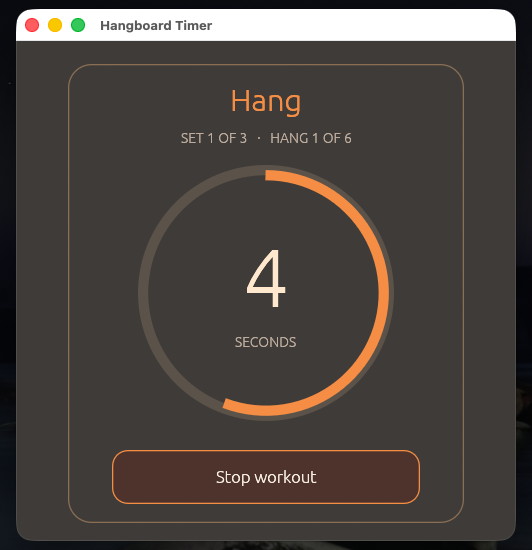 Hangboard Timer
Hang
SET 1 OF 3 · HANG 1 OF 6
4
SECONDS
Stop workout